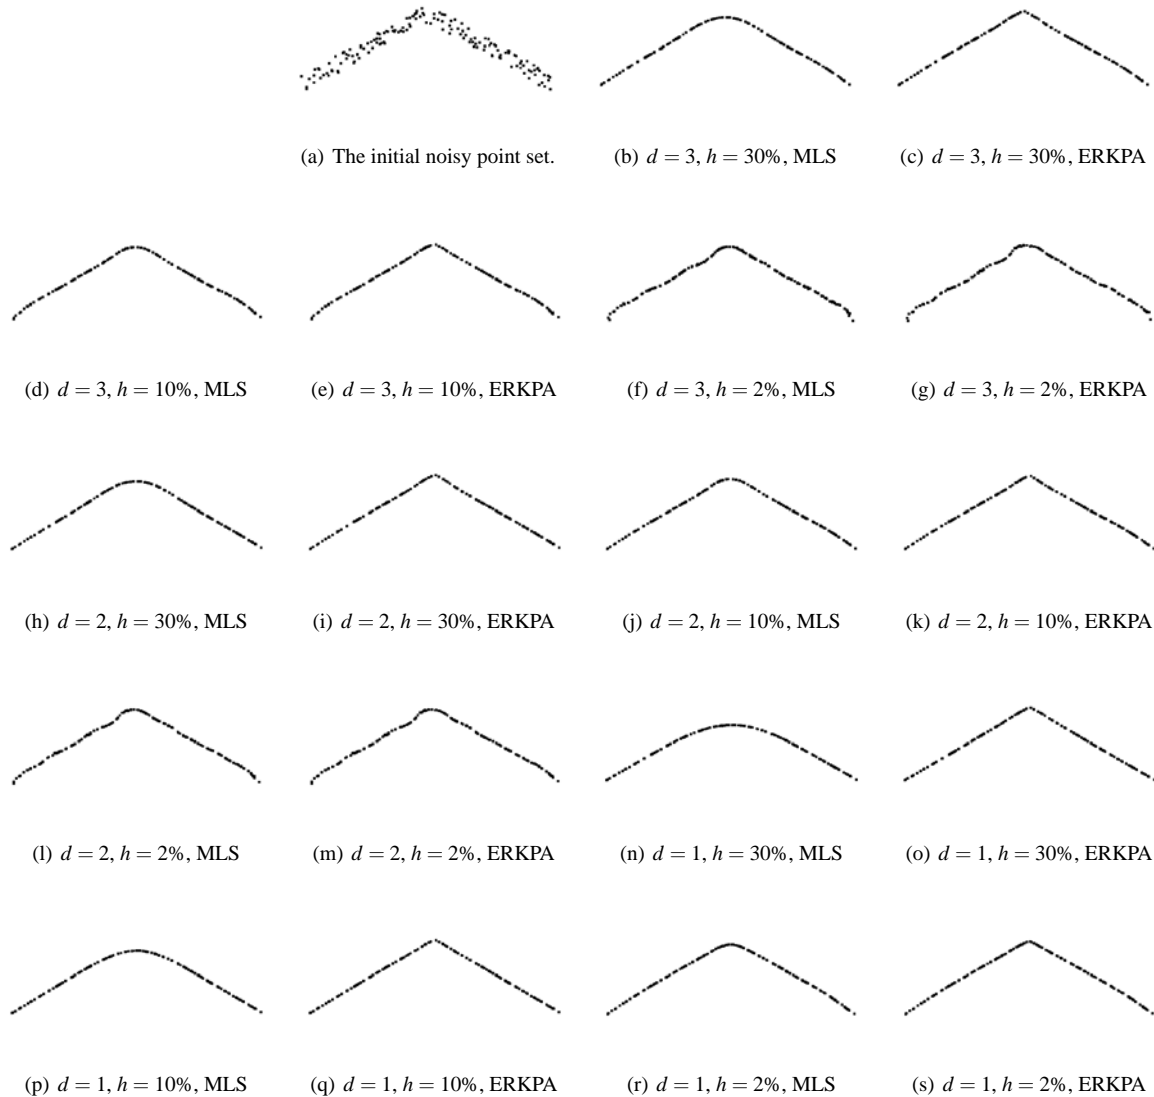 (a) The initial noisy point set.
(b) d = 3, h = 30%, MLS
(c) d = 3, h = 30%, ERKPA
(d) d = 3, h = 10%, MLS
(e) d = 3, h = 10%, ERKPA
(f) d = 3, h = 2%, MLS
(g) d = 3, h = 2%, ERKPA
(h) d = 2, h = 30%, MLS
(i) d = 2, h = 30%, ERKPA
(j) d = 2, h = 10%, MLS
(k) d = 2, h = 10%, ERKPA
(l) d = 2, h = 2%, MLS
(m) d = 2, h = 2%, ERKPA
(n) d = 1, h = 30%, MLS
(o) d = 1, h = 30%, ERKPA
(p) d = 1, h = 10%, MLS
(q) d = 1, h = 10%, ERKPA
(r) d = 1, h = 2%, MLS
(s) d = 1, h = 2%, ERKPA